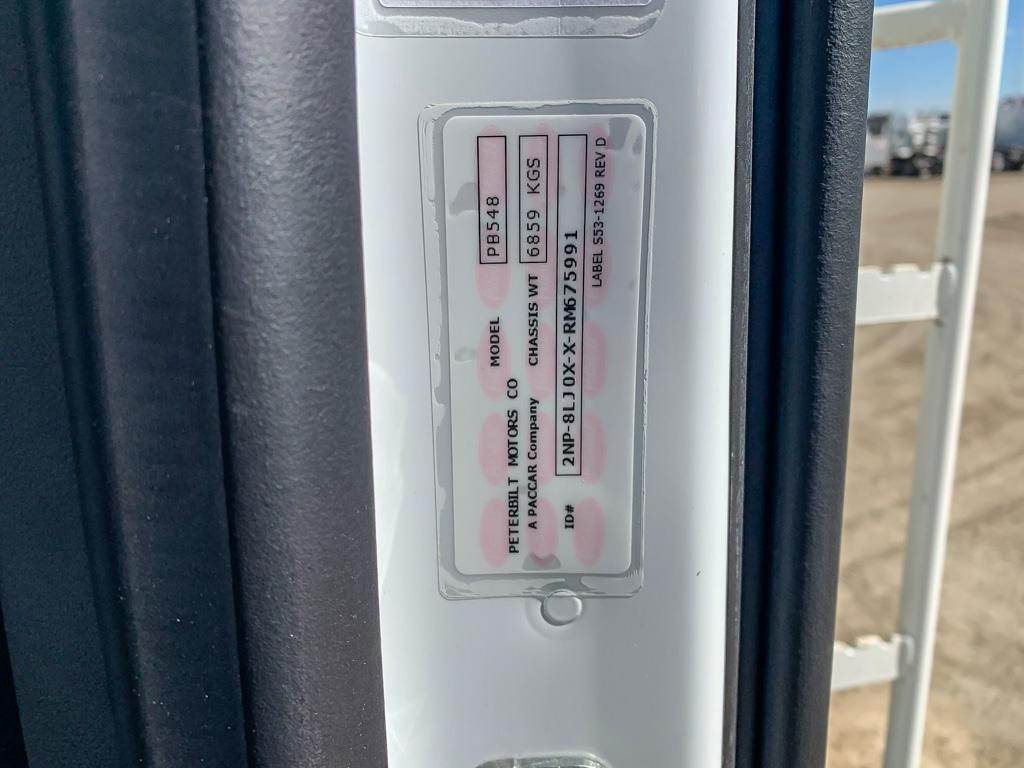 PETERBILT MOTORS CO MODEL PB548
A PACCAR Company CHASSIS WT 6859 KGS
ID# 2NP-8LJ0X-X-RM675991
LABEL S53-1269 REV D